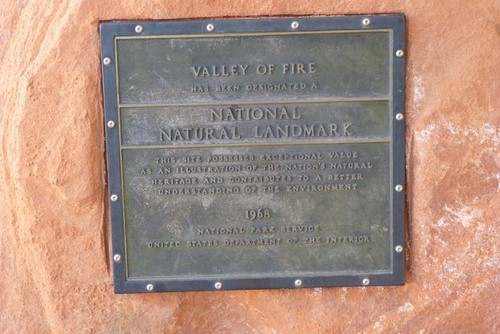 VALLEY OF FIRE
HAS BEEN DESIGNATED A
NATIONAL
NATURAL LANDMARK
THIS SITE POSSESSES EXCEPTIONAL VALUE
AS AN ILLUSTRATION OF THE NATION'S NATURAL
HERITAGE AND CONTRIBUTES TO A BETTER
UNDERSTANDING OF THE ENVIRONMENT
1968
NATIONAL PARK SERVICE
UNITED STATES DEPARTMENT OF THE INTERIOR